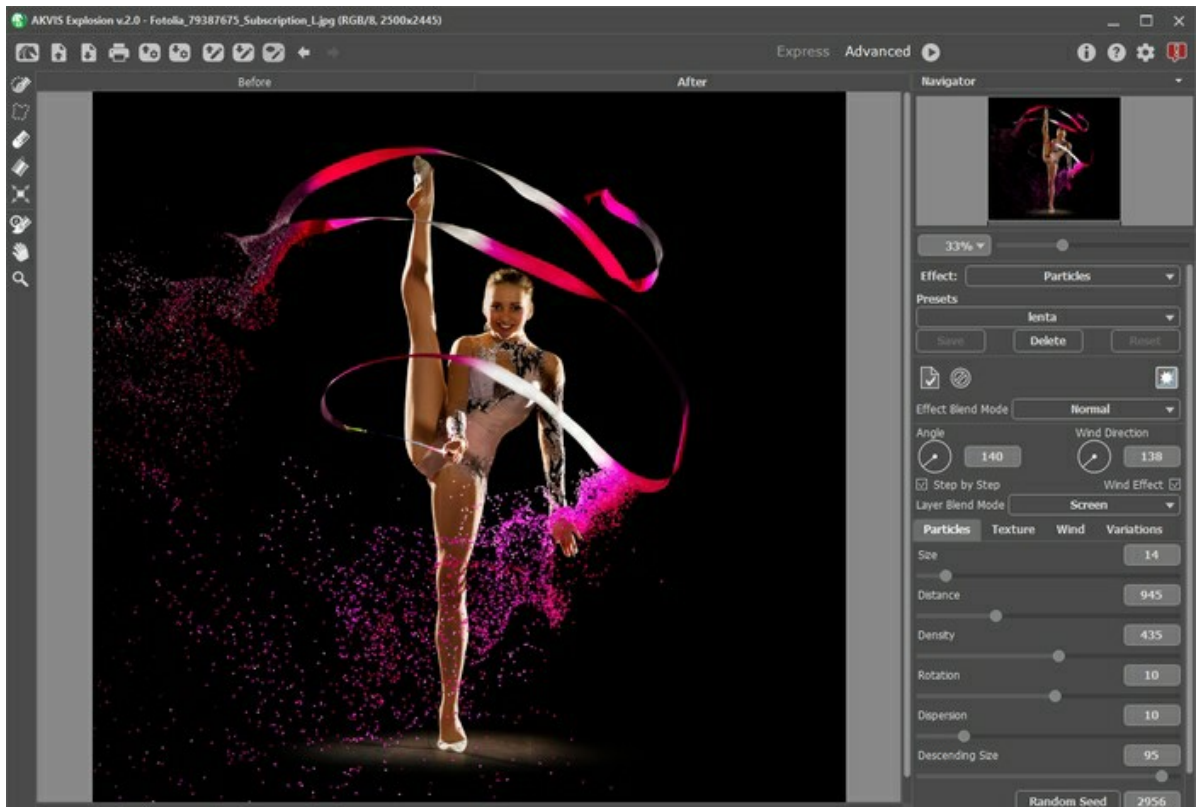 AKVIS Explosion v.2.0 - Fotolia_79387675_Subscription_L.jpg (RGB/8, 2500x2445)
Express Advanced
Before After
Navigator
33%
Effect: Particles
Presets
lenta
Save Delete Reset
Effect Blend Mode Normal
Angle Wind Direction
140 138
Step by Step Wind Effect
Layer Blend Mode Screen
Particles Texture Wind Variations
Size 14
Distance 945
Density 435
Rotation 10
Dispersion 10
Descending Size 95
Random Seed 2956